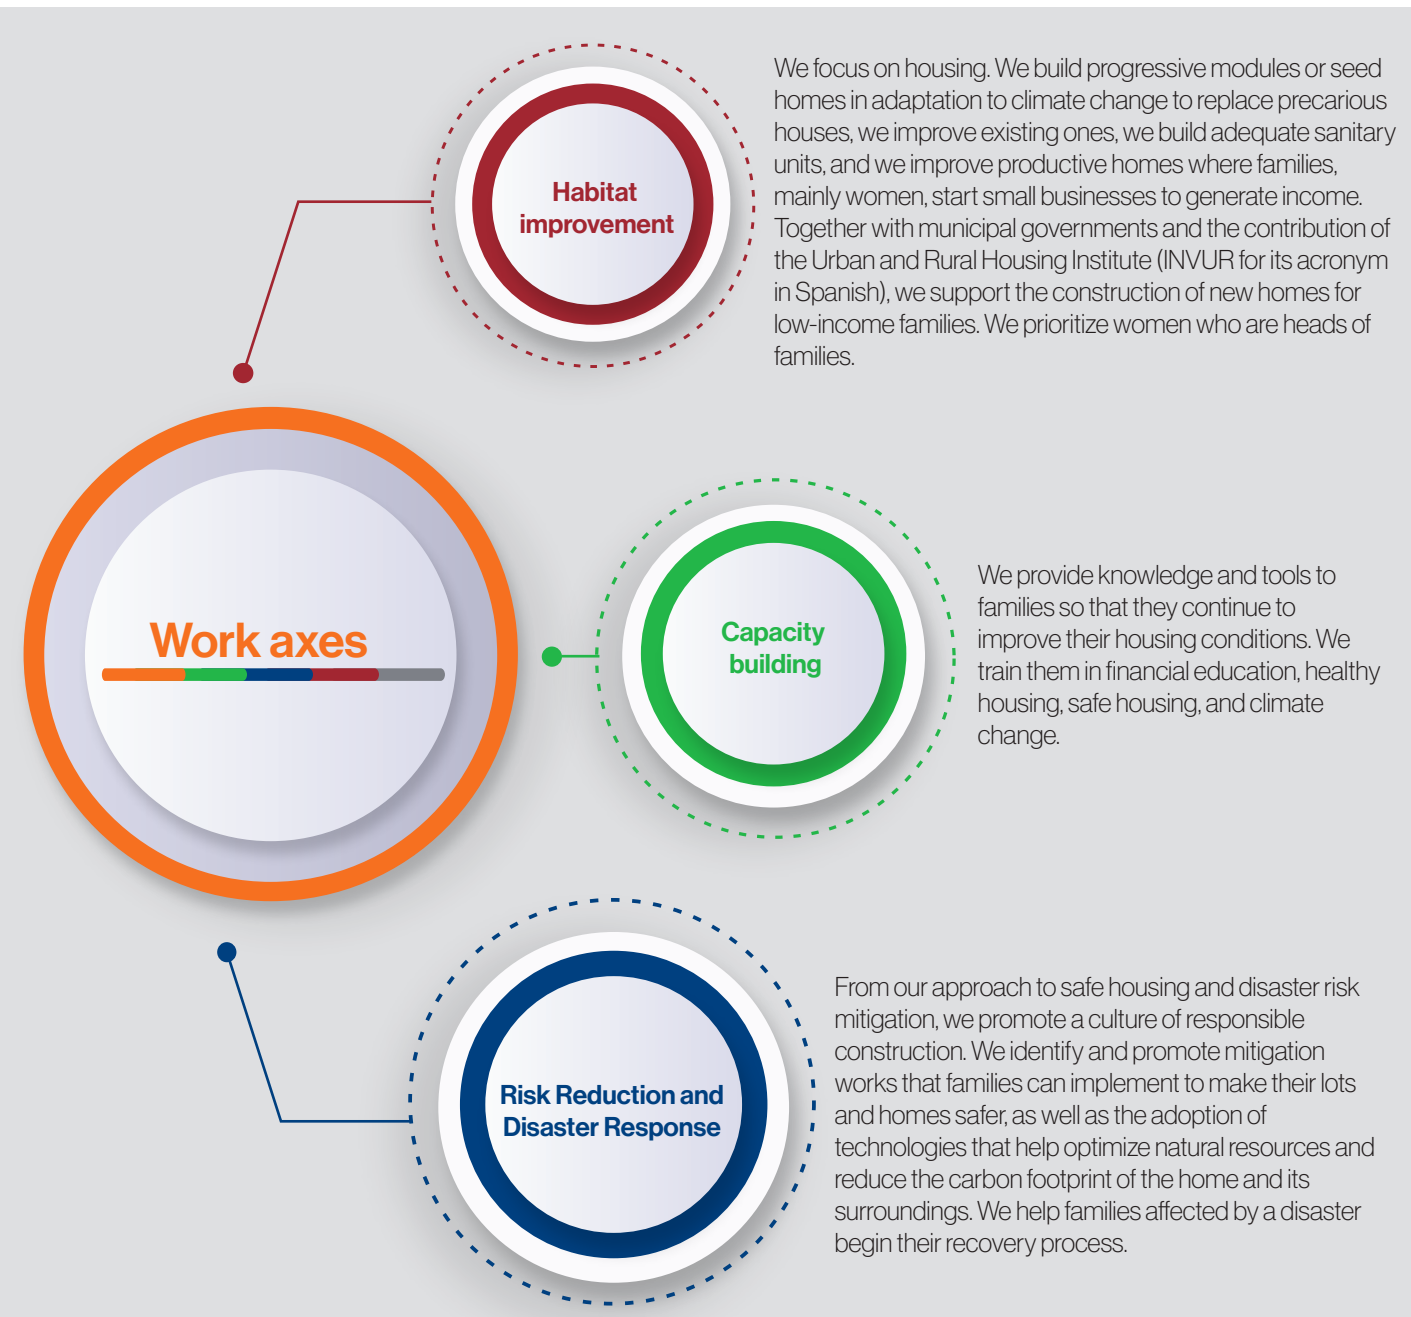 Habitat
improvement
We focus on housing. We build progressive modules or seed
homes in adaptation to climate change to replace precarious
houses, we improve existing ones, we build adequate sanitary
units, and we improve productive homes where families,
mainly women, start small businesses to generate income.
Together with municipal governments and the contribution of
the Urban and Rural Housing Institute (INVUR for its acronym
in Spanish), we support the construction of new homes for
low-income families. We prioritize women who are heads of
families.
Work axes
Capacity
building
We provide knowledge and tools to
families so that they continue to
improve their housing conditions. We
train them in financial education, healthy
housing, safe housing, and climate
change.
Risk Reduction and
Disaster Response
From our approach to safe housing and disaster risk
mitigation, we promote a culture of responsible
construction. We identify and promote mitigation
works that families can implement to make their lots
and homes safer, as well as the adoption of
technologies that help optimize natural resources and
reduce the carbon footprint of the home and its
surroundings. We help families affected by a disaster
begin their recovery process.